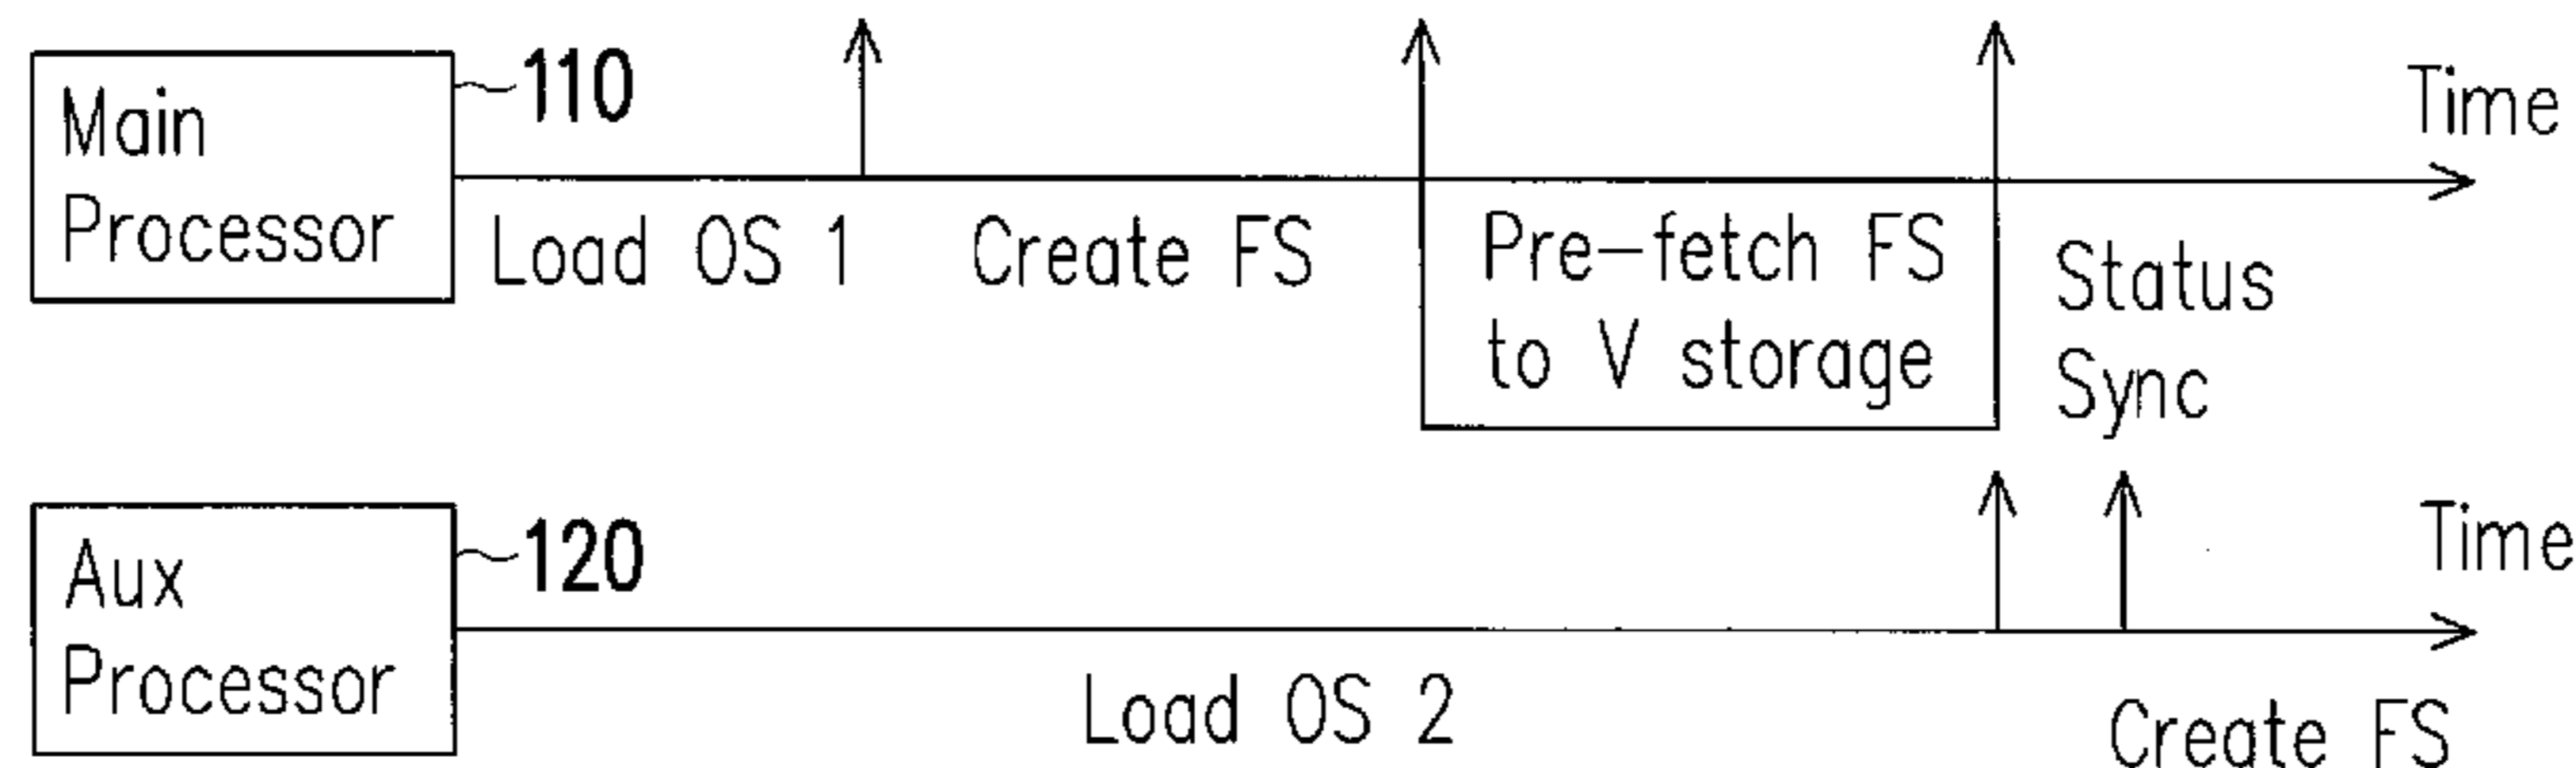 Main
Processor
110
Load OS 1
Create FS
Pre-fetch FS
to V storage
Status
Sync
Time
Aux
Processor
120
Load OS 2
Create FS
Time